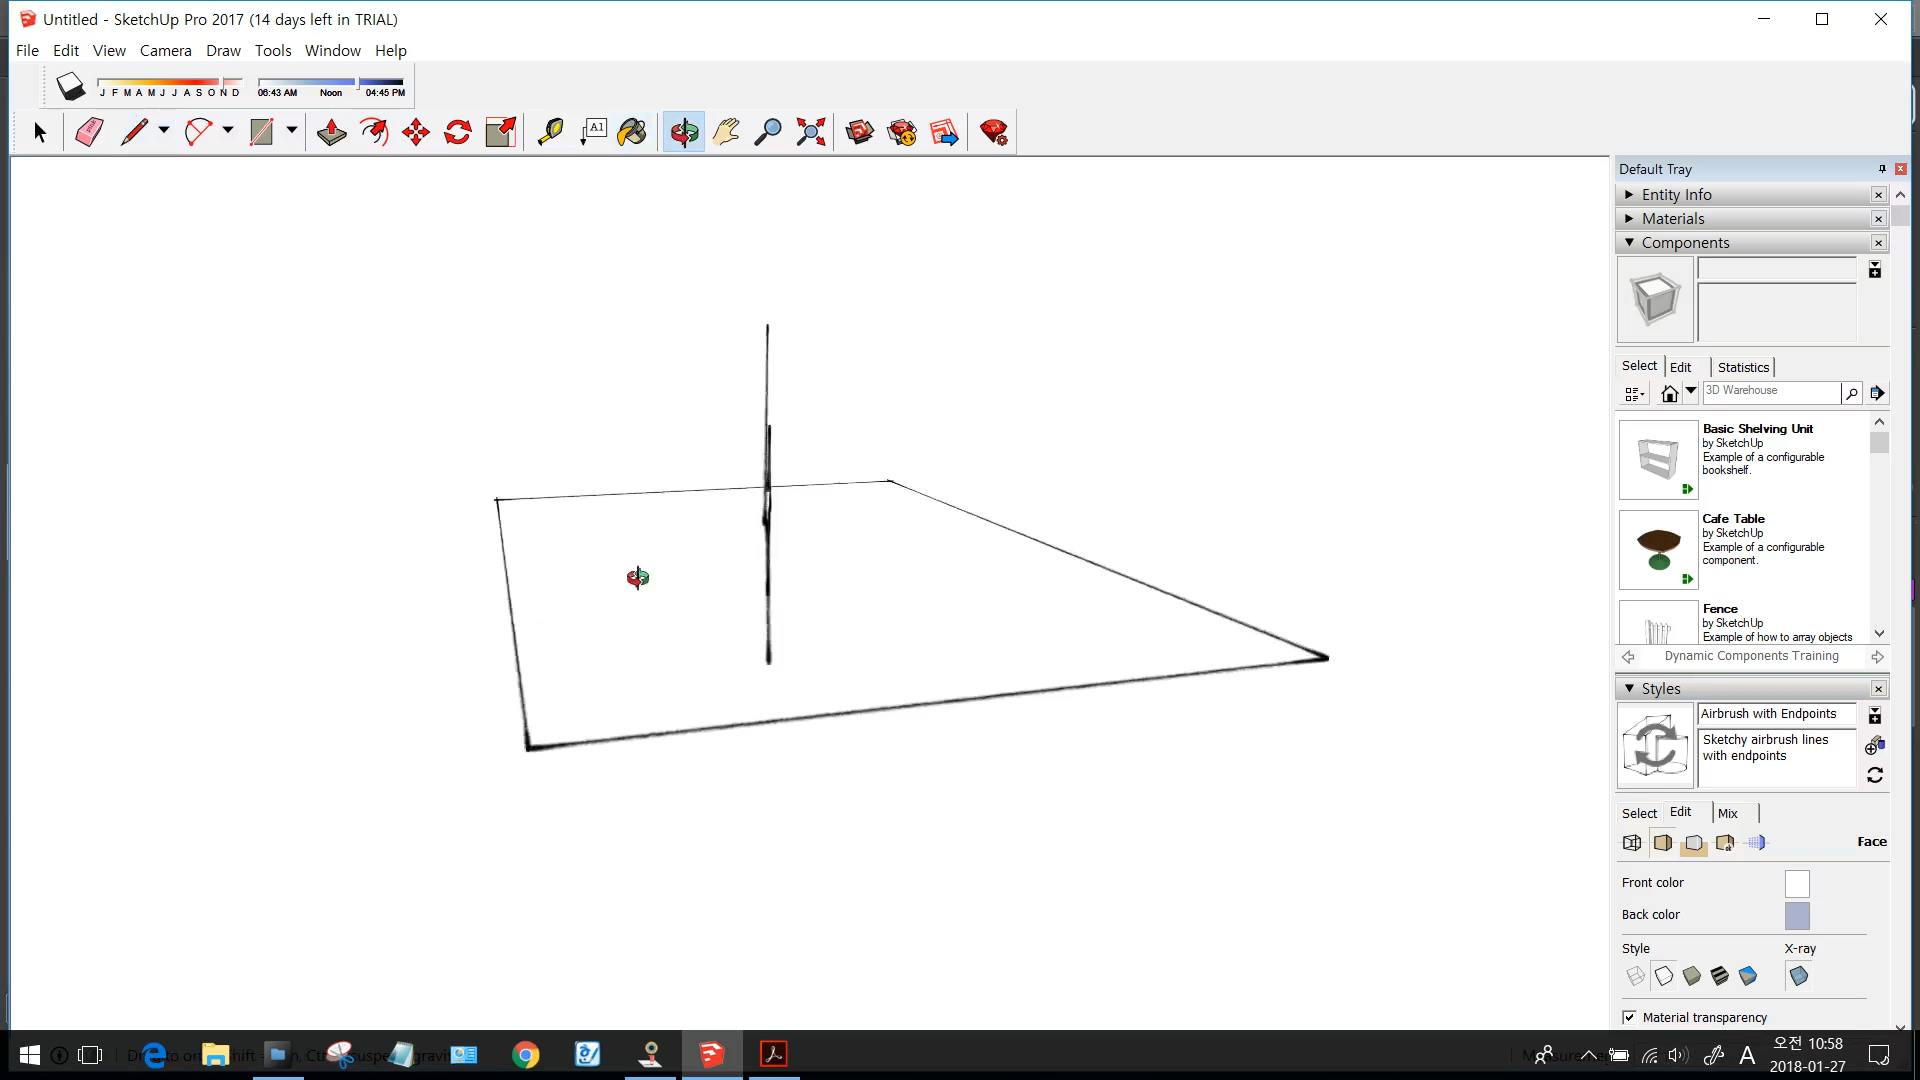 Untitled - SketchUp Pro 2017 (14 days left in TRIAL)
File Edit View Camera Draw Tools Window Help
J F M A M J J A S O N D
06:43 AM Noon 04:45 PM
A1
Default Tray
Entity Info
Materials
Components
Select Edit Statistics
3D Warehouse
Basic Shelving Unit
by SketchUp
Example of a configurable
bookshelf.
Cafe Table
by SketchUp
Example of a configurable
component.
Fence
by SketchUp
Example of how to array objects
Dynamic Components Training
Styles
Airbrush with Endpoints
Sketchy airbrush lines
with endpoints
Select Edit Mix
Face
Front color
Back color
Style X-ray
Material transparency
A
오전 10:58
2018-01-27